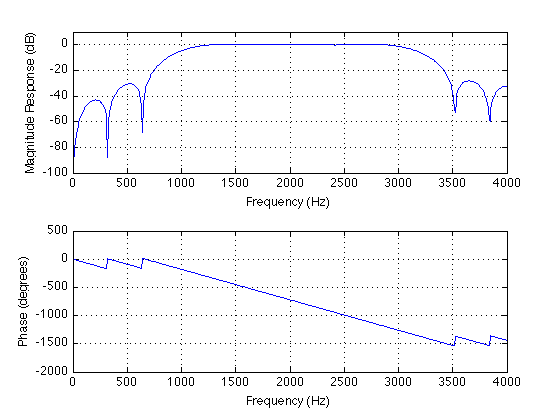 Magnitude Response (dB)
0
-20
-40
-60
-80
-100
0 500 1000 1500 2000 2500 3000 3500 4000
Frequency (Hz)
Phase (degrees)
500
0
-500
-1000
-1500
-2000
0 500 1000 1500 2000 2500 3000 3500 4000
Frequency (Hz)